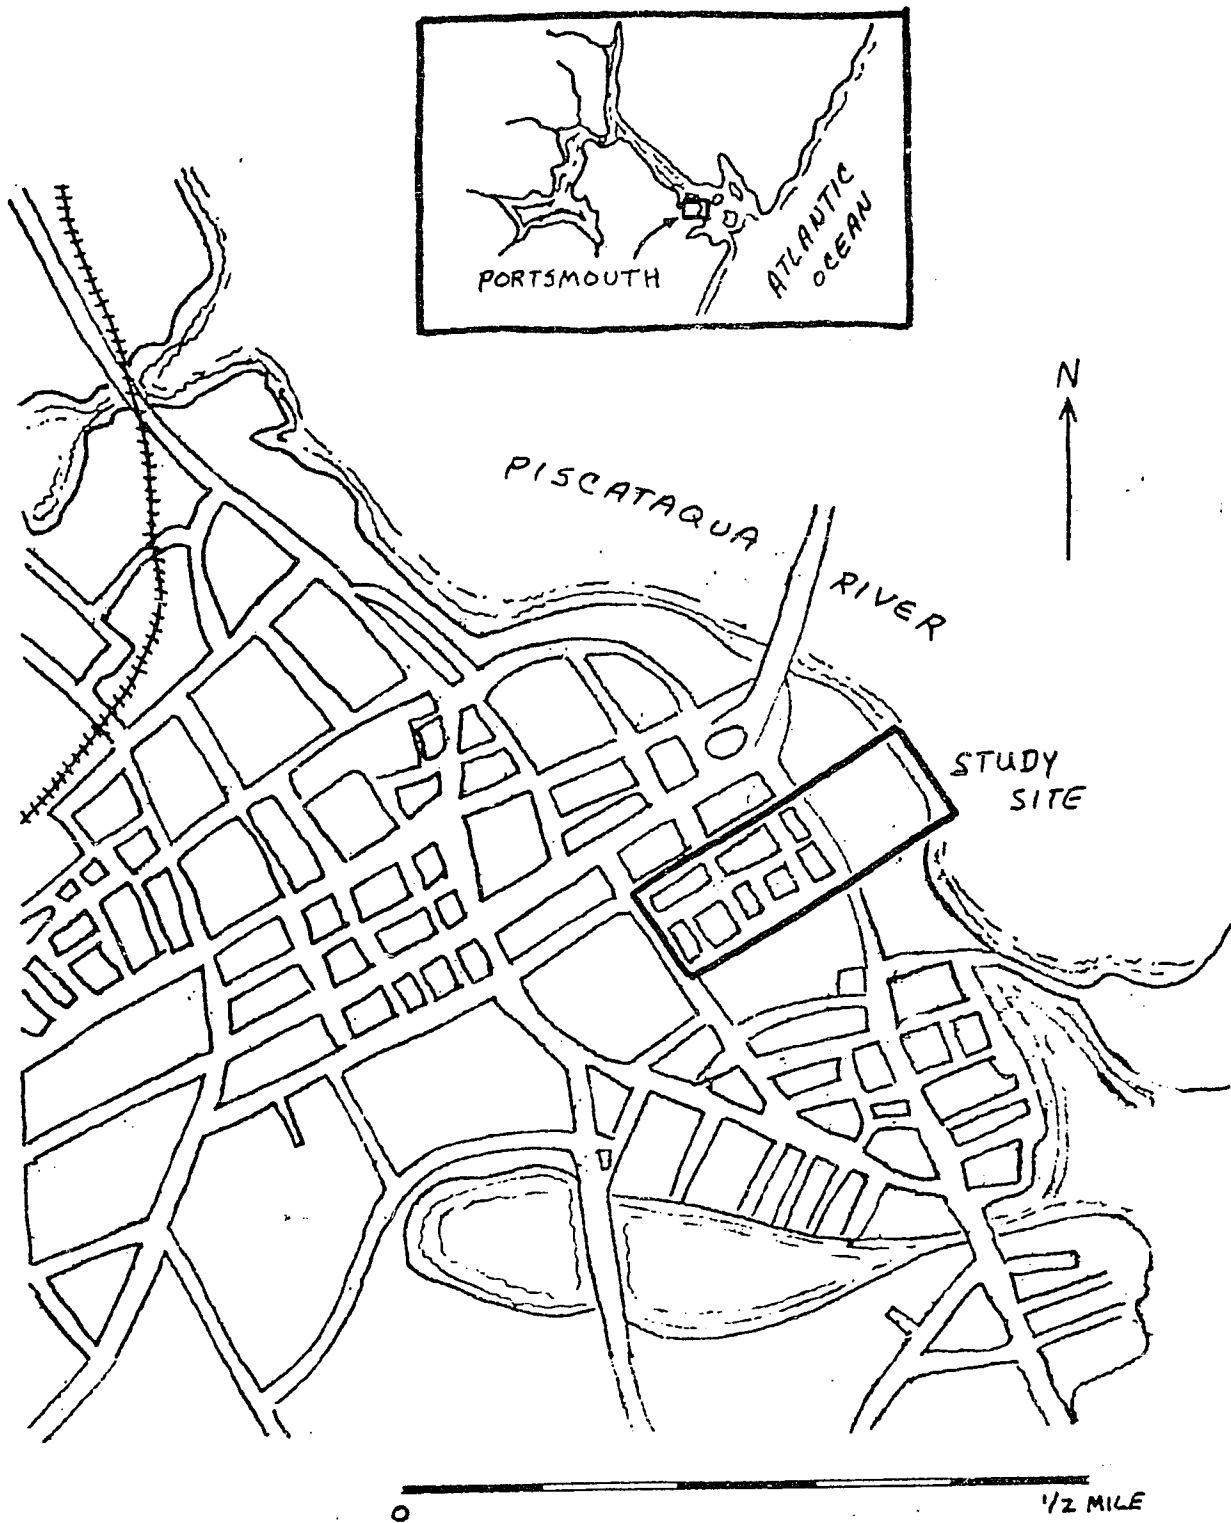 PORTSMOUTH
ATLANTIC
OCEAN
N
PISCATAQUA
RIVER
STUDY
SITE
0
1/2 MILE